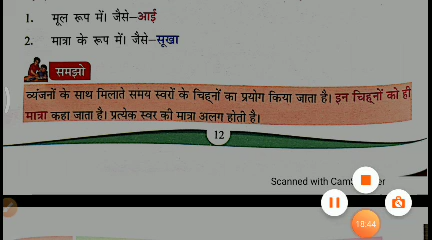 1. मूल रूप में। जैसे–आई
2. मात्रा के रूप में। जैसे–सूखा
समझो
व्यंजनों के साथ मिलाते समय स्वरों के चिह्नों का प्रयोग किया जाता है। इन चिह्नों को ही
मात्रा कहा जाता है। प्रत्येक स्वर की मात्रा अलग होती है।
12
Scanned with Cam
er
18:44